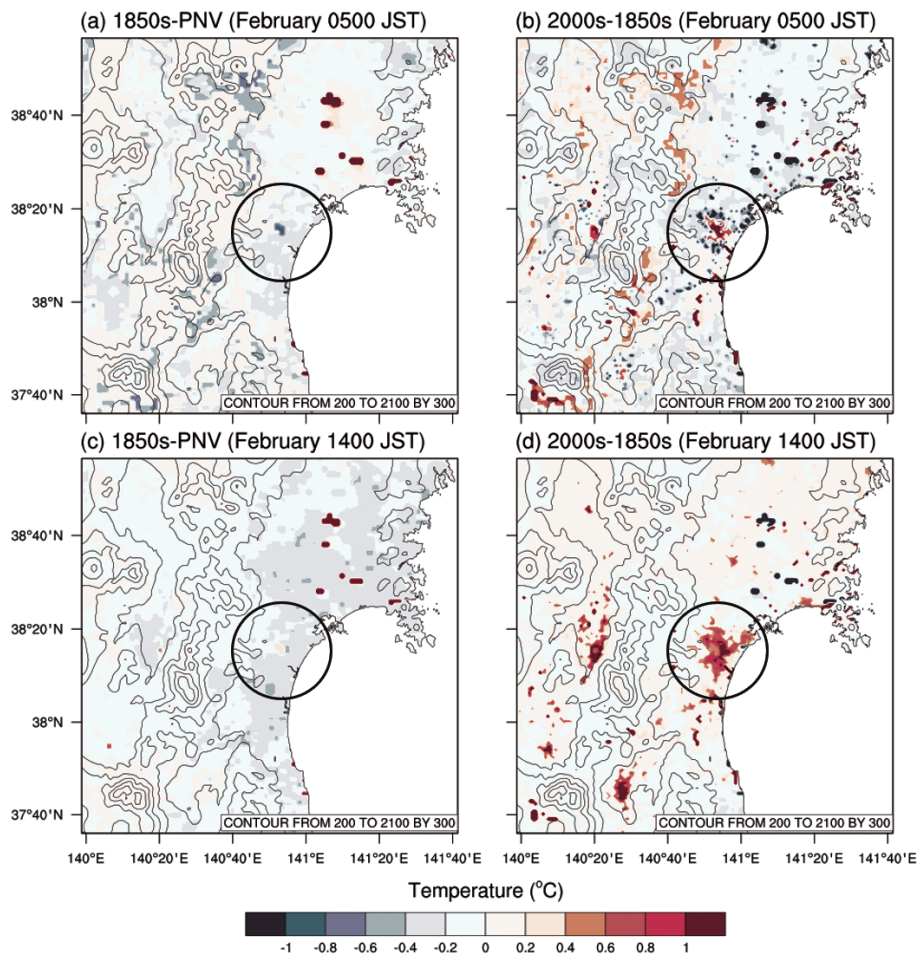 (a) 1850s-PNV (February 0500 JST)
(b) 2000s-1850s (February 0500 JST)
38°40'N
38°20'N
38°N
37°40'N
CONTOUR FROM 200 TO 2100 BY 300
CONTOUR FROM 200 TO 2100 BY 300
(c) 1850s-PNV (February 1400 JST)
(d) 2000s-1850s (February 1400 JST)
38°40'N
38°20'N
38°N
37°40'N
CONTOUR FROM 200 TO 2100 BY 300
CONTOUR FROM 200 TO 2100 BY 300
140°E 140°20'E 140°40'E 141°E 141°20'E 141°40'E
140°E 140°20'E 140°40'E 141°E 141°20'E 141°40'E
Temperature (°C)
-1 -0.8 -0.6 -0.4 -0.2 0 0.2 0.4 0.6 0.8 1